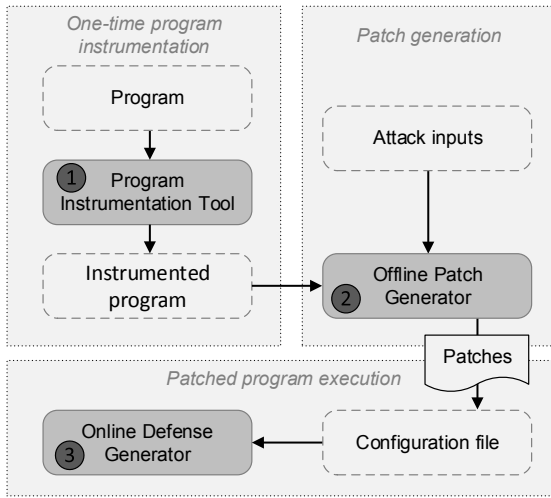 One-time program
instrumentation
Program
1
Program
Instrumentation Tool
Instrumented
program
Patch generation
Attack inputs
Offline Patch
Generator
2
Patches
Patched program execution
Online Defense
Generator
3
Configuration file